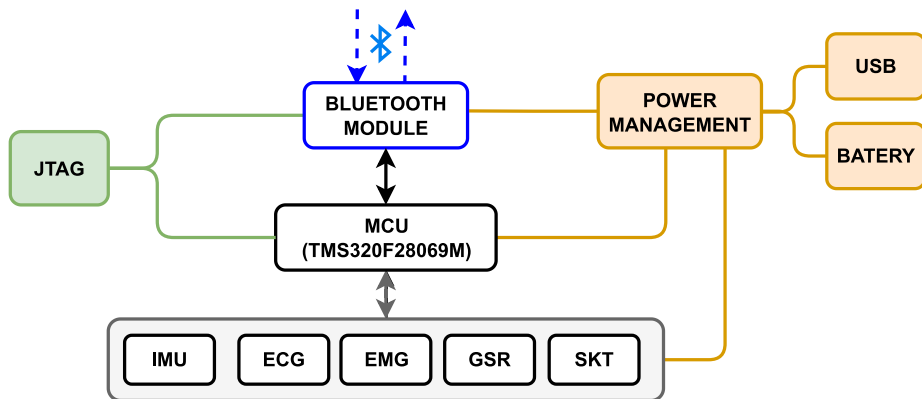 BLUETOOTH
MODULE
POWER
MANAGEMENT
USB
BATERY
JTAG
MCU
(TMS320F28069M)
IMU
ECG
EMG
GSR
SKT